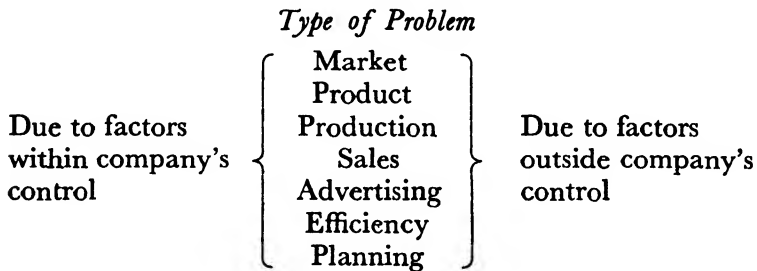 Type of Problem
Market
Product
Due to factors Production Due to factors
within company's Sales outside company's
control Advertising control
Efficiency
Planning